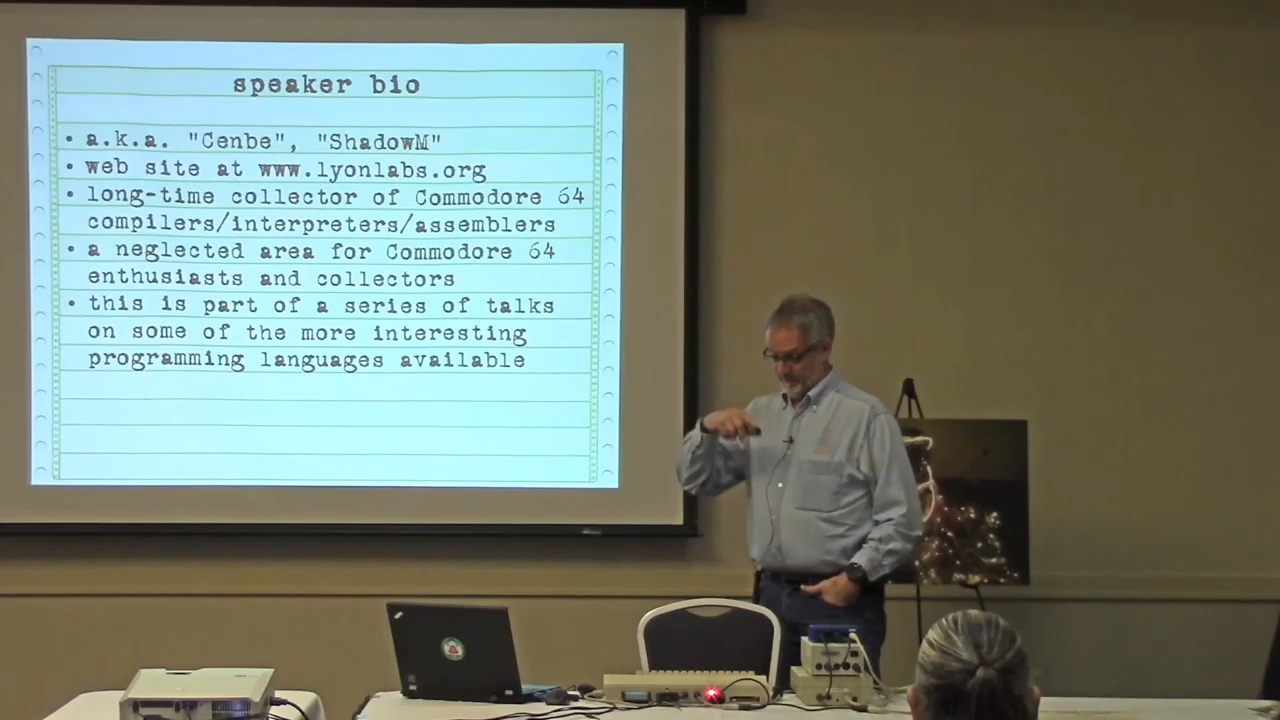 speaker bio
• a.k.a. "Cenbe", "ShadowM"
• web site at www.lyonlabs.org
• long-time collector of Commodore 64
compilers/interpreters/assemblers
• a neglected area for Commodore 64
enthusiasts and collectors
• this is part of a series of talks
on some of the more interesting
programming languages available